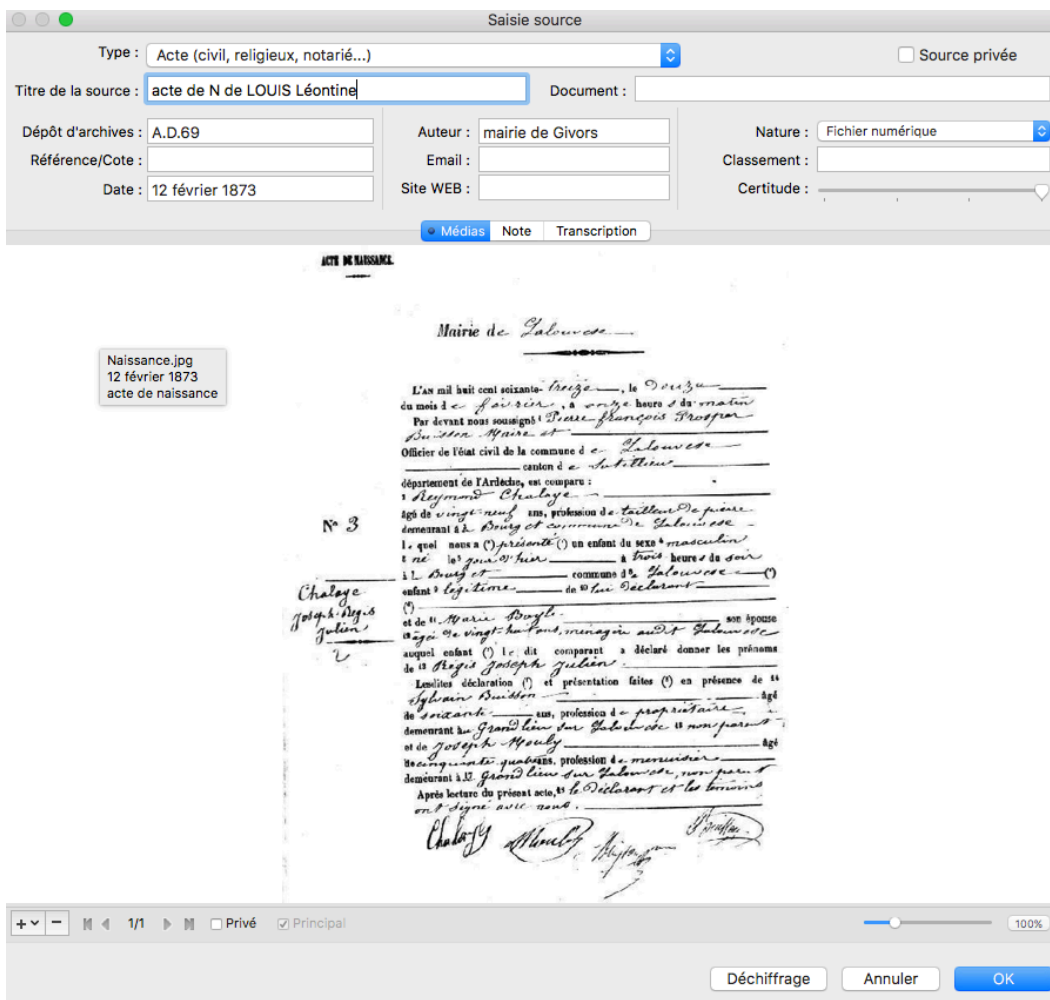 Saisie source
Type : Acte (civil, religieux, notarié...) Source privée
Titre de la source : acte de N de LOUIS Léontine Document :
Dépôt d'archives : A.D.69 Auteur : mairie de Givors Nature : Fichier numérique
Référence/Cote : Email : Classement :
Date : 12 février 1873 Site WEB : Certitude :
Médias Note Transcription
ACTE DE NAISSANCE.
Mairie de Lalouvesc
Naissance.jpg
12 février 1873
acte de naissance
L'AN mil huit cent soixante-treize, le Douze
du mois de février, à onze heures du matin
Par devant nous soussigné Pierre François Prosper
Buisson Maire et
Officier de l'état civil de la commune de Lalouvesc
canton de Satillieu
département de l'Ardèche, est comparu :
Reymond Chalaye
âgé de vingt-neuf ans, profession de tailleur De pierre
demeurant à Bourg et commune De Lalouvesc
Nº 3
lequel nous a (*) présenté (*) un enfant du sexe masculin
né le jour D'hier à trois heures du soir
à Bourg et commune de Lalouvesc (*)
Chalaye
Joseph-Régis
Julien
2
enfant légitime de lui Déclarant
(*)
et de Marie son épouse
âgée De vingt-huit ans, ménagère audit Lalouvesc
auquel enfant (*) le dit comparant a déclaré donner les prénoms
de Régis Joseph Julien.
Lesdites déclaration (*) et présentation faites (*) en présence de
Sylvain Buisson âgé
de soixante ans, profession de propriétaire,
demeurant au Grand lieu sur Lalouvesc non parent
et de Joseph Mouly âgé
de cinquante quatre ans, profession de menuisier
demeurant à Grand lieu sur Lalouvesc, non parent
Après lecture du présent acte, le Déclarant et les témoins
ont signé avec nous.
Chalaye
1/1 Privé Principal 100%
Déchiffrage Annuler OK